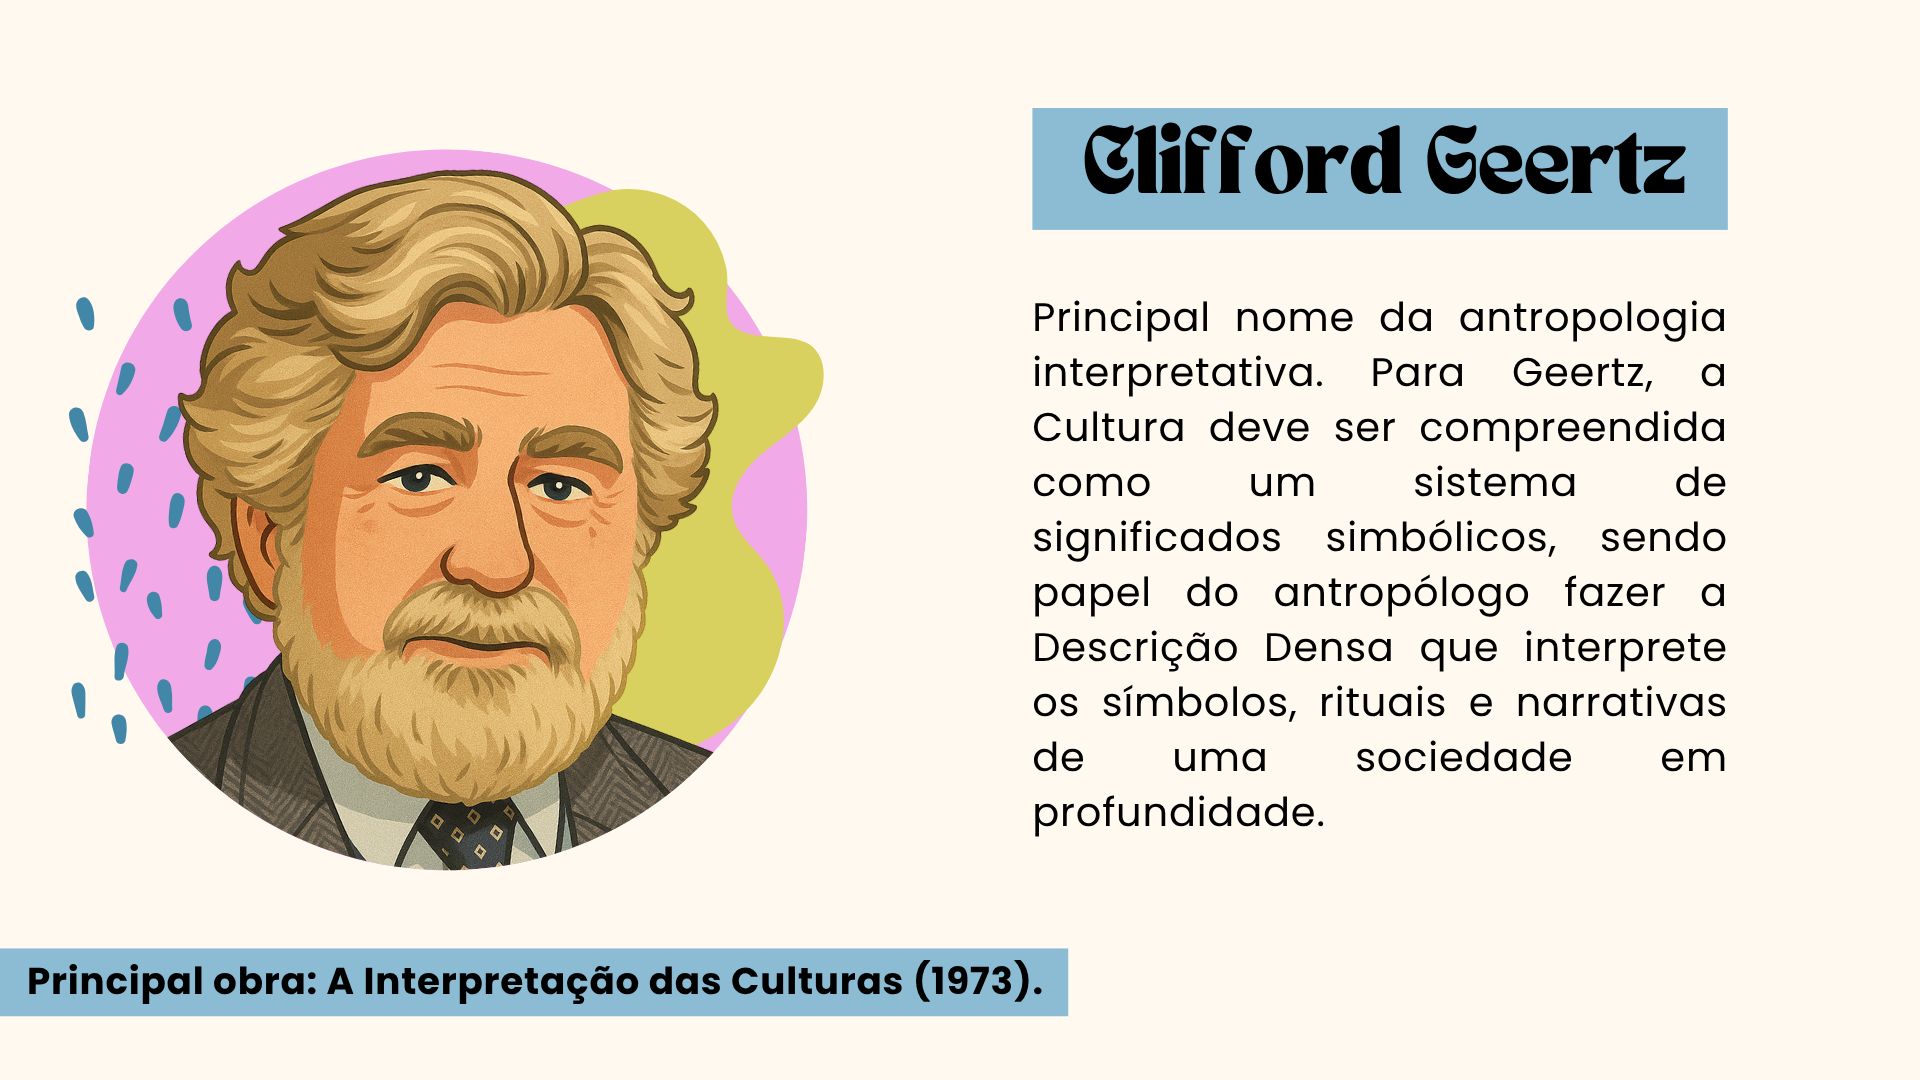 Clifford Geertz
Principal nome da antropologia
interpretativa. Para Geertz, a
Cultura deve ser compreendida
como um sistema de
significados simbólicos, sendo
papel do antropólogo fazer a
Descrição Densa que interprete
os símbolos, rituais e narrativas
de uma sociedade em
profundidade.
Principal obra: A Interpretação das Culturas (1973).